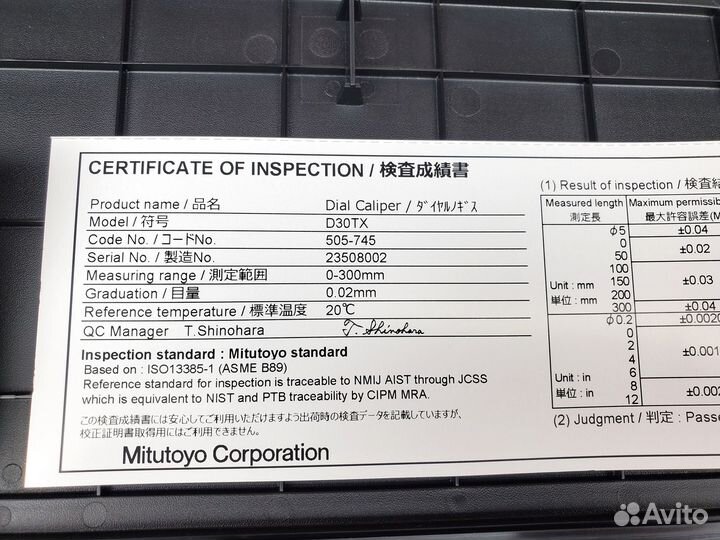 CERTIFICATE OF INSPECTION / 検査成績書
Product name / 品名 Dial Caliper / ダイヤルノギス
Model / 符号 D30TX
Code No. / コードNo. 505-745
Serial No. / 製造No. 23508002
Measuring range / 測定範囲 0-300mm
Graduation / 目量 0.02mm
Reference temperature / 標準温度 20℃
QC Manager T.Shinohara T. Shinohara
Inspection standard : Mitutoyo standard
Based on : ISO13385-1 (ASME B89)
Reference standard for inspection is traceable to NMIJ AIST through JCSS
which is equivalent to NIST and PTB traceability by CIPM MRA.
この検査成績書には安心してご利用いただけますよう出荷時の検査データを記載していますが、
校正証明書取得用にはご利用できません。
Mitutoyo Corporation
(1) Result of inspection / 検査結
Measured length Maximum permissib
測定長 最大許容誤差(M
φ5 ±0.04
0
50 ±0.02
100
Unit : mm 150 ±0.03
単位 : mm 200
300 ±0.04
φ0.2 ±0.0020
0
2
4 ±0.001
Unit : in 6
単位 : in 8 ±0.002
12
(2) Judgment / 判定 : Passe
Avito